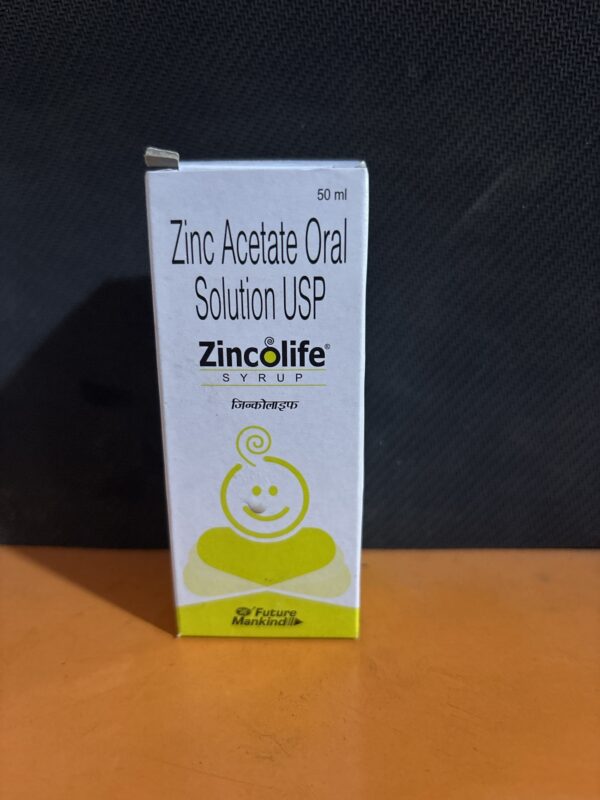 50 ml
Zinc Acetate Oral
Solution USP
Zincolife®
SYRUP
जिन्कोलाइफ
Future
Mankind